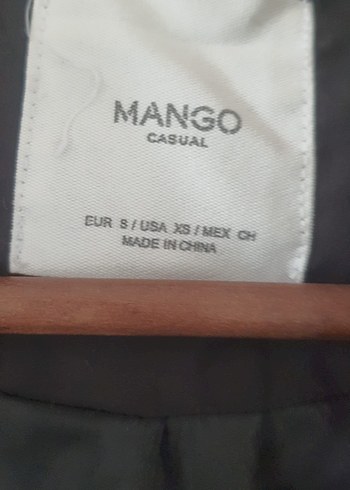 MANGO
CASUAL
EUR S / USA XS / MEX CH
MADE IN CHINA